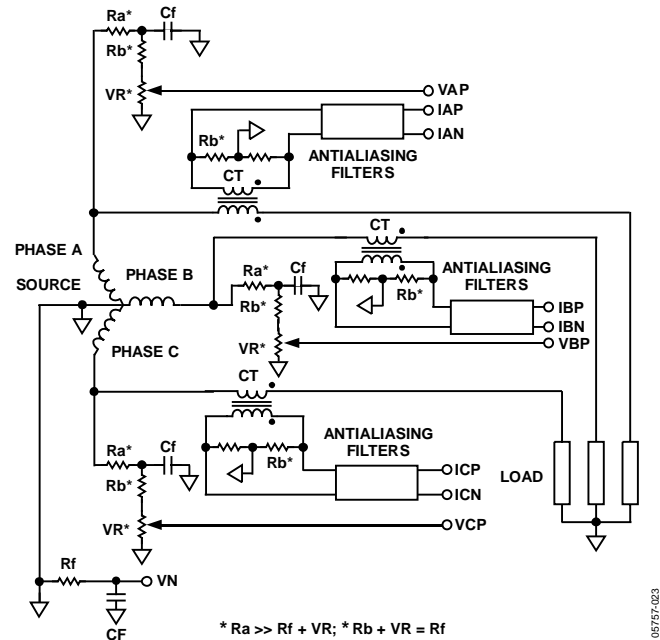 Ra*
Cf
Rb*
VR*
VAP
IAP
IAN
Rb*
ANTIALIASING
FILTERS
CT
CT
PHASE A
PHASE B
SOURCE
Ra*
Cf
ANTIALIASING
FILTERS
Rb*
Rb*
IBP
IBN
PHASE C
VR*
VBP
CT
ANTIALIASING
FILTERS
Ra*
Cf
Rb*
ICP
LOAD
Rb*
ICN
VR*
VCP
Rf
VN
CF
* Ra >> Rf + VR; * Rb + VR = Rf
05757-023